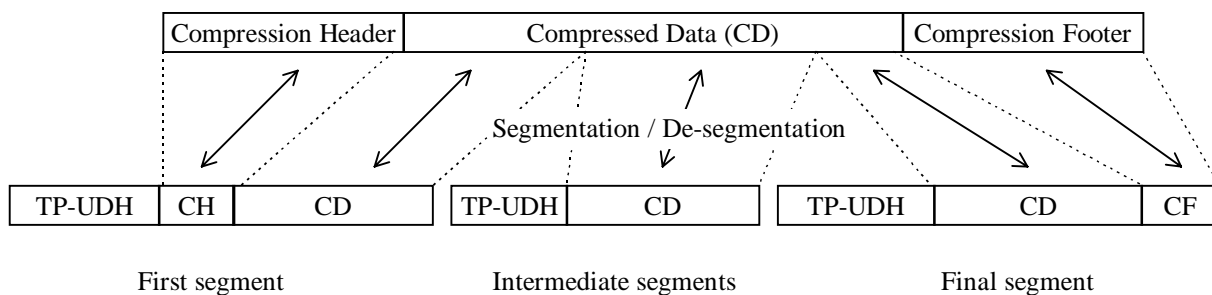 Compression Header Compressed Data (CD) Compression Footer
Segmentation / De-segmentation
TP-UDH CH CD TP-UDH CD TP-UDH CD CF
First segment Intermediate segments Final segment